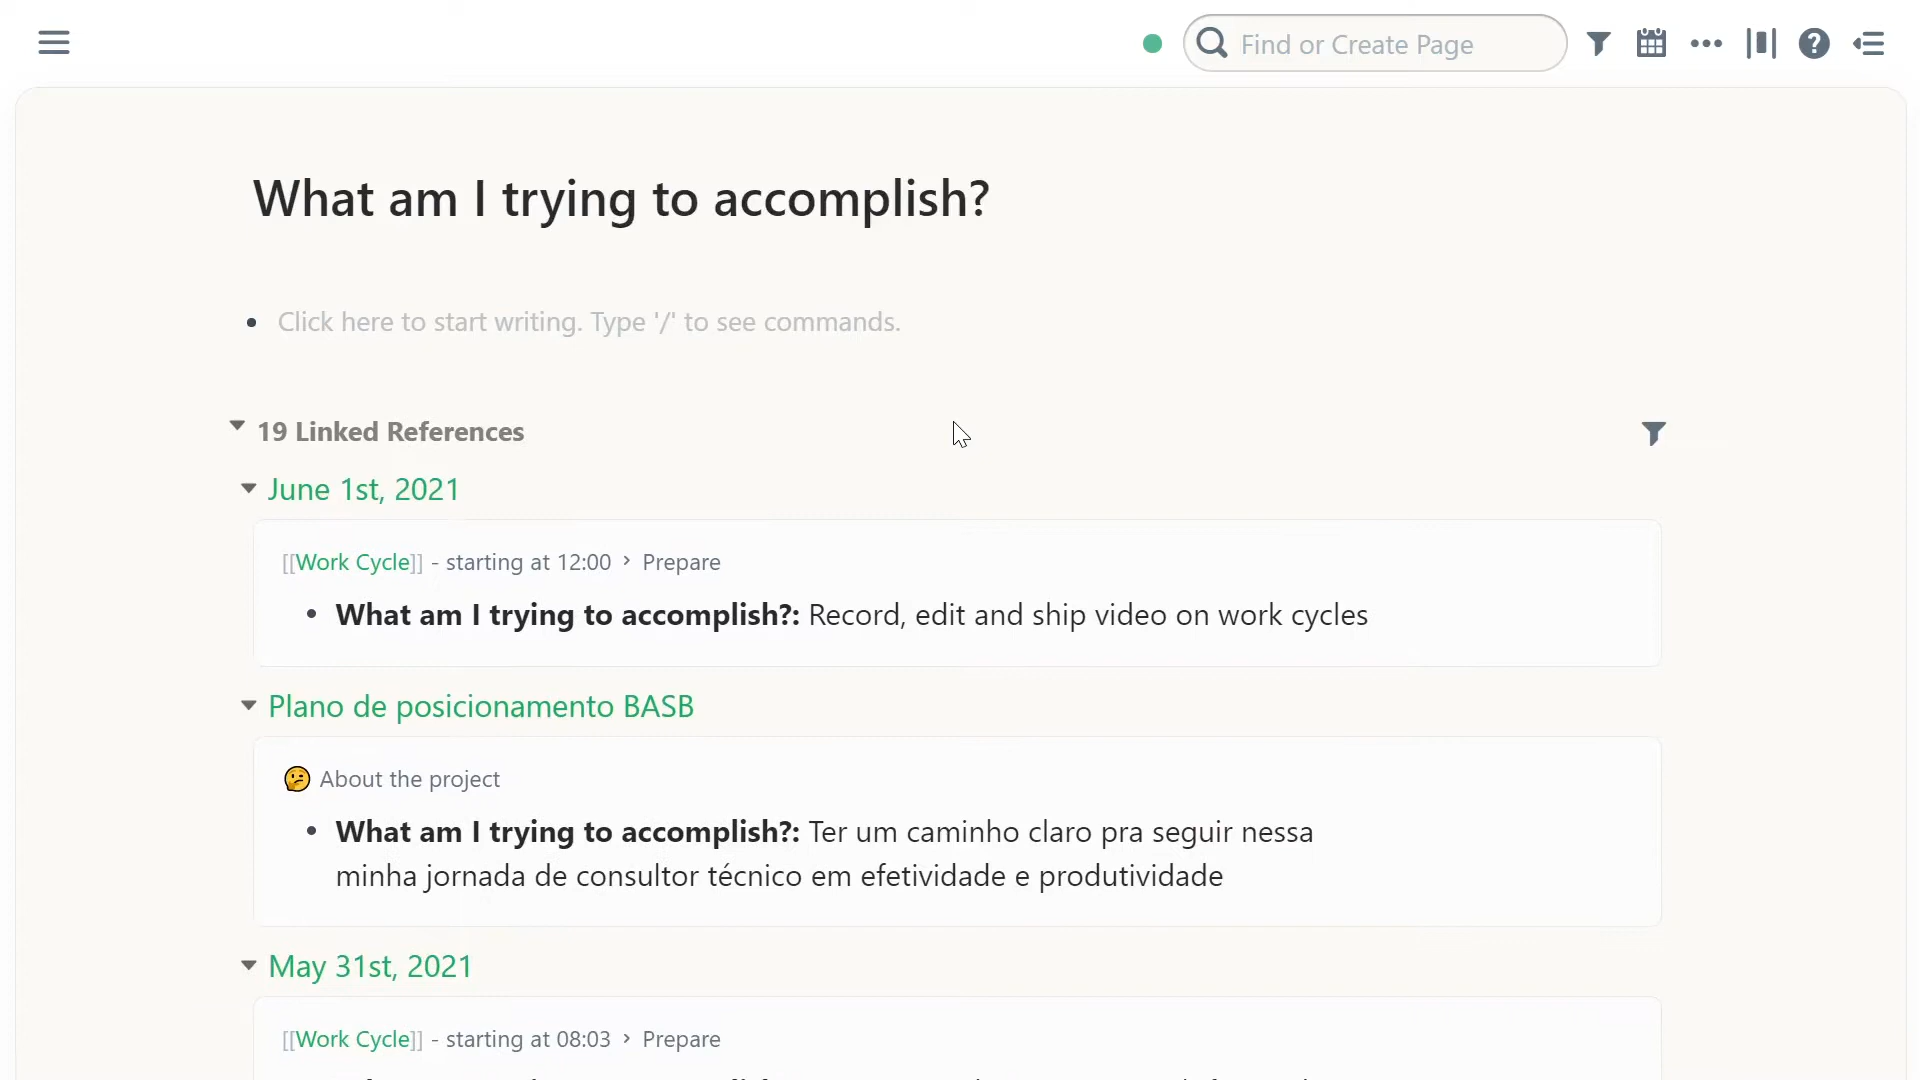 Find or Create Page
What am I trying to accomplish?
Click here to start writing. Type '/' to see commands.
19 Linked References
June 1st, 2021
[[Work Cycle]] - starting at 12:00 › Prepare
What am I trying to accomplish?: Record, edit and ship video on work cycles
Plano de posicionamento BASB
🤔 About the project
What am I trying to accomplish?: Ter um caminho claro pra seguir nessa
minha jornada de consultor técnico em efetividade e produtividade
May 31st, 2021
[[Work Cycle]] - starting at 08:03 › Prepare